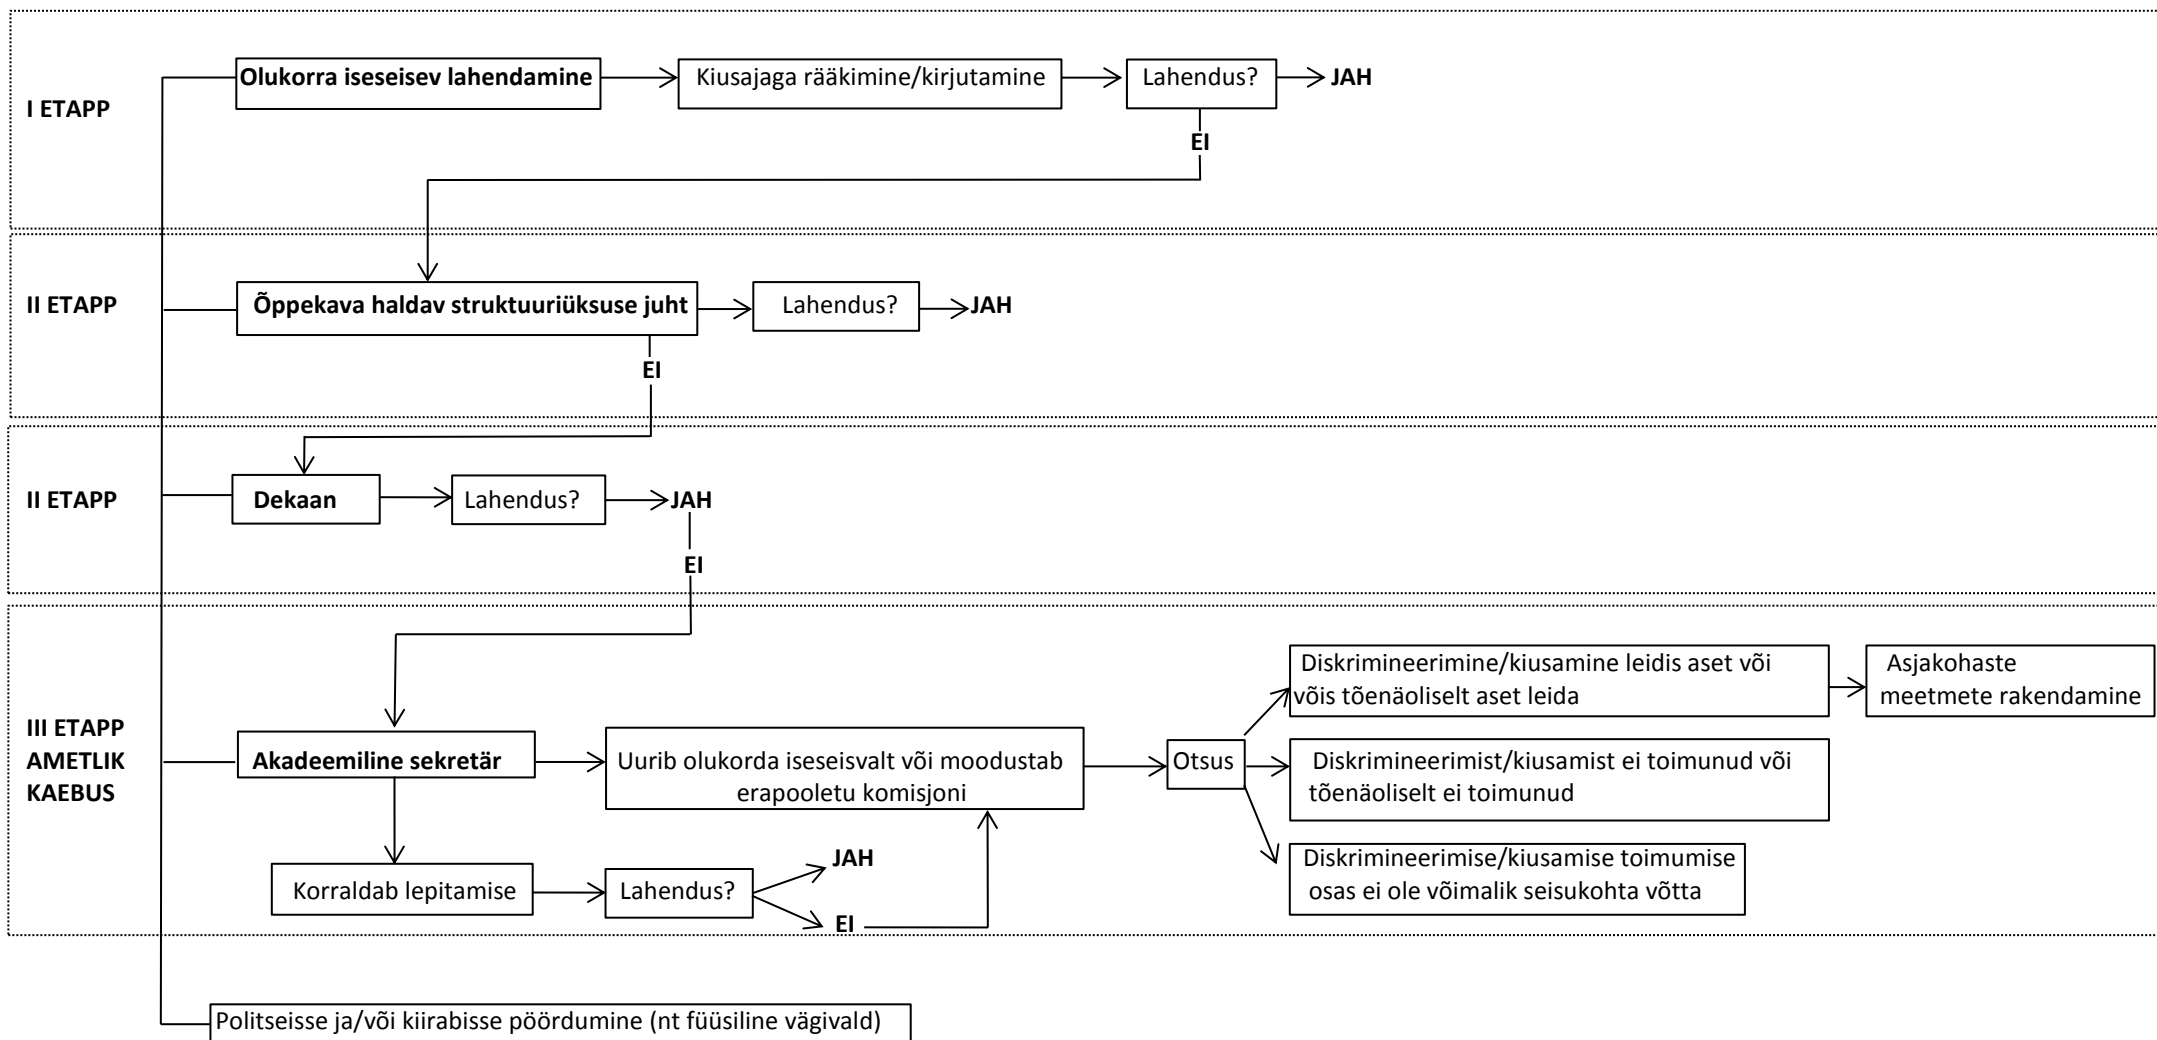 I ETAPP
Olukorra iseseisev lahendamine
Kiusajaga rääkimine/kirjutamine
Lahendus?
JAH
EI
II ETAPP
Õppekava haldav struktuuriüksuse juht
Lahendus?
JAH
EI
II ETAPP
Dekaan
Lahendus?
JAH
EI
III ETAPP
AMETLIK
KAEBUS
Akadeemiline sekretär
Uurib olukorda iseseisvalt või moodustab
erapooletu komisjoni
Otsus
Diskrimineerimine/kiusamine leidis aset või
võis tõenäoliselt aset leida
Asjakohaste
meetmete rakendamine
Diskrimineerimist/kiusamist ei toimunud või
tõenäoliselt ei toimunud
Diskrimineerimise/kiusamise toimumise
osas ei ole võimalik seisukohta võtta
Korraldab lepitamise
Lahendus?
JAH
EI
Politseisse ja/või kiirabisse pöördumine (nt füüsiline vägivald)